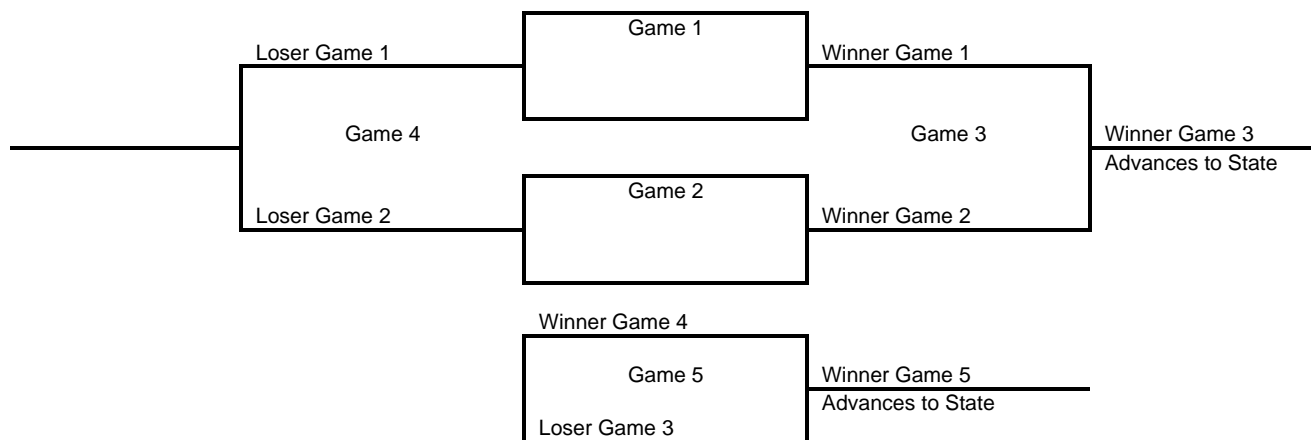 Game 1
Loser Game 1
Winner Game 1
Game 4
Game 3
Winner Game 3
Advances to State
Game 2
Loser Game 2
Winner Game 2
Winner Game 4
Game 5
Winner Game 5
Advances to State
Loser Game 3